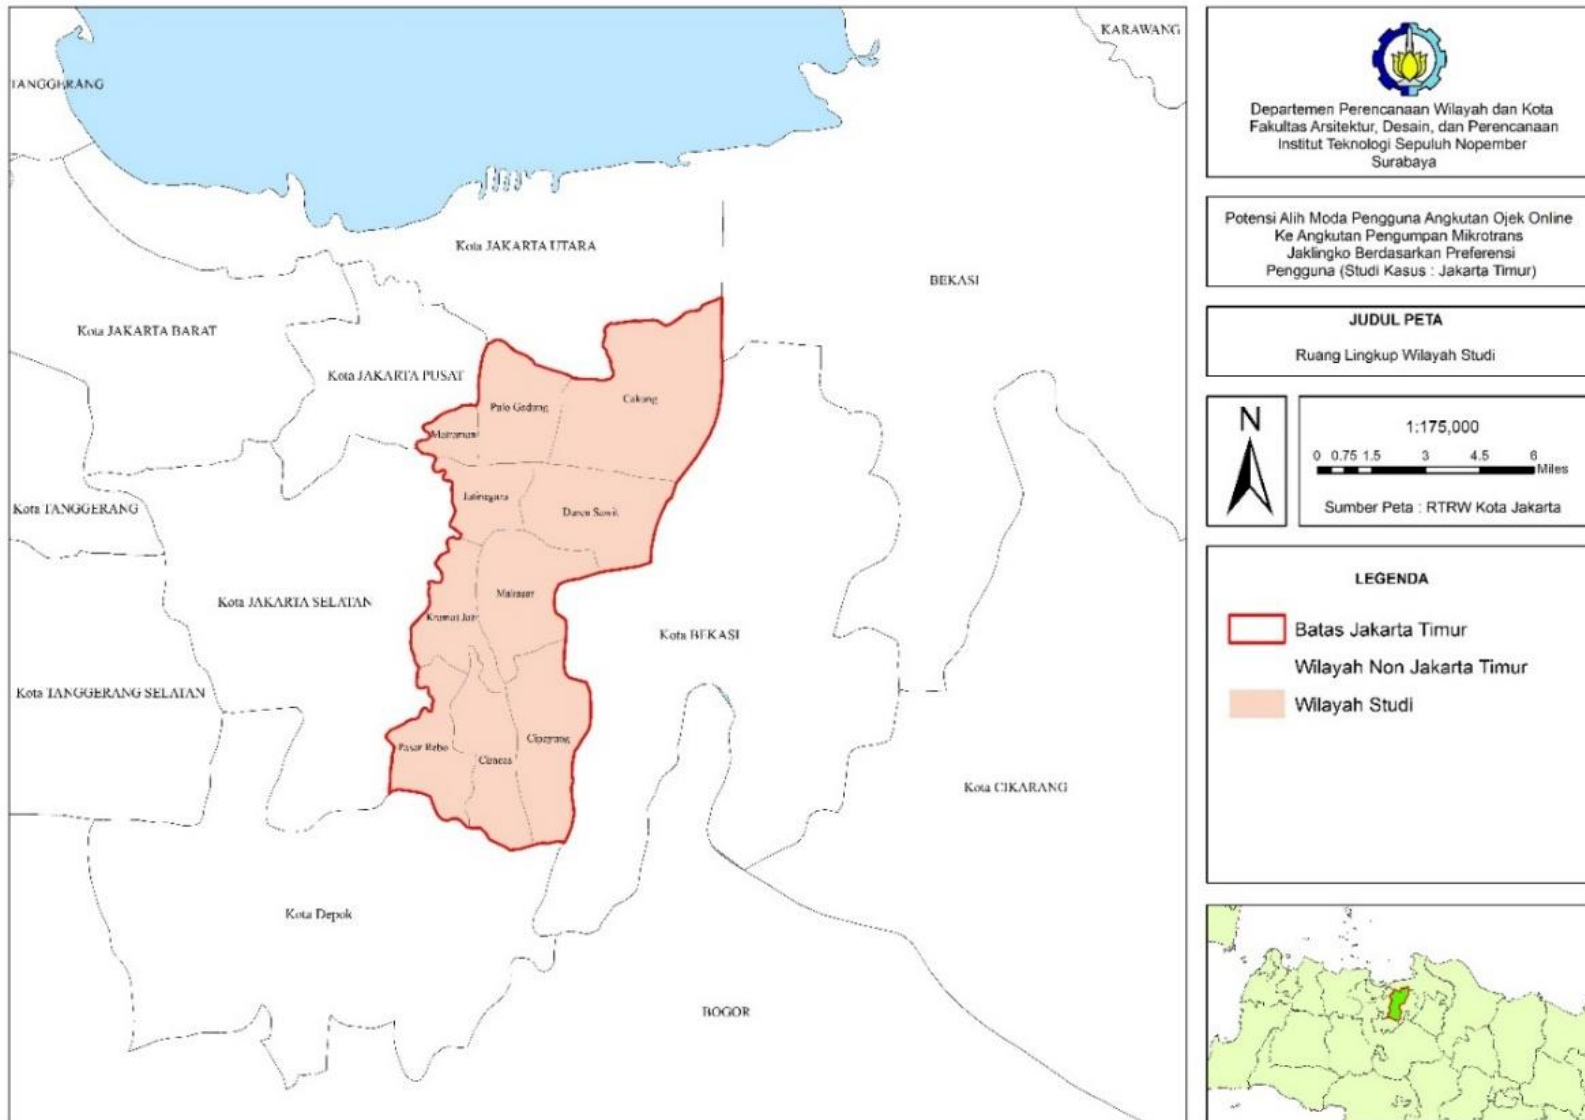 KARAWANG
TANGGERANG
Kota JAKARTA UTARA
BEKASI
Kota JAKARTA BARAT
Kota JAKARTA PUSAT
Pulo Gadung
Cakung
Matraman
Jatinegara
Duren Sawit
Kota TANGGERANG
Kota JAKARTA SELATAN
Makasar
Kramat Jati
Kota BEKASI
Kota TANGGERANG SELATAN
Pasar Rebo
Ciracas
Cipayung
Kota CIKARANG
Kota Depok
BOGOR
Departemen Perencanaan Wilayah dan Kota
Fakultas Arsitektur, Desain, dan Perencanaan
Institut Teknologi Sepuluh Nopember
Surabaya
Potensi Alih Moda Pengguna Angkutan Ojek Online
Ke Angkutan Pengumpan Mikrotrans
Jaklingko Berdasarkan Preferensi
Pengguna (Studi Kasus : Jakarta Timur)
JUDUL PETA
Ruang Lingkup Wilayah Studi
N
1:175,000
0 0.75 1.5 3 4.5 6
Miles
Sumber Peta : RTRW Kota Jakarta
LEGENDA
Batas Jakarta Timur
Wilayah Non Jakarta Timur
Wilayah Studi